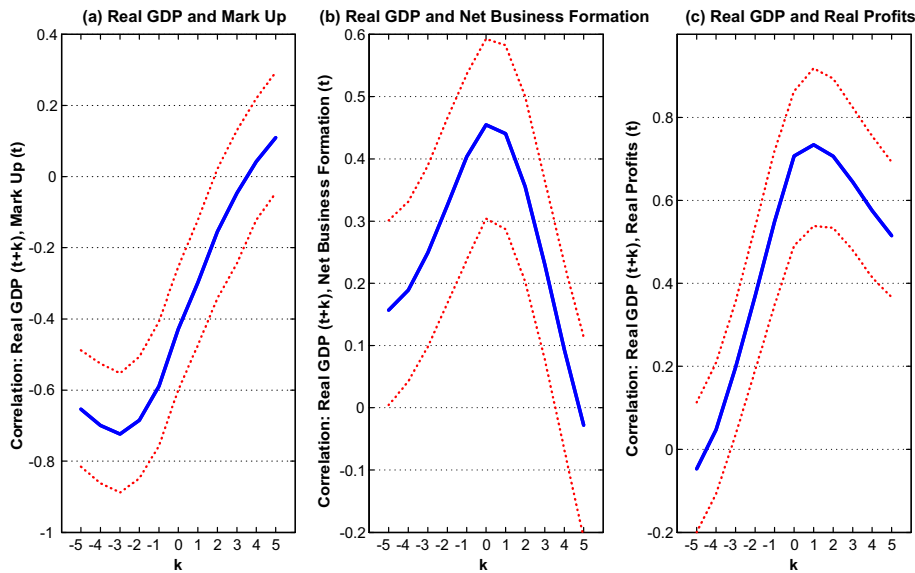 (a) Real GDP and Mark Up
Correlation: Real GDP (t+k), Mark Up (t)
0.4
0.2
0
-0.2
-0.4
-0.6
-0.8
-1
-5 -4 -3 -2 -1 0 1 2 3 4 5
k
(b) Real GDP and Net Business Formation
Correlation: Real GDP (t+k), Net Business Formation (t)
0.6
0.5
0.4
0.3
0.2
0.1
0
-0.1
-0.2
-5 -4 -3 -2 -1 0 1 2 3 4 5
k
(c) Real GDP and Real Profits
Correlation: Real GDP (t+k), Real Profits (t)
0.8
0.6
0.4
0.2
0
-0.2
-5 -4 -3 -2 -1 0 1 2 3 4 5
k